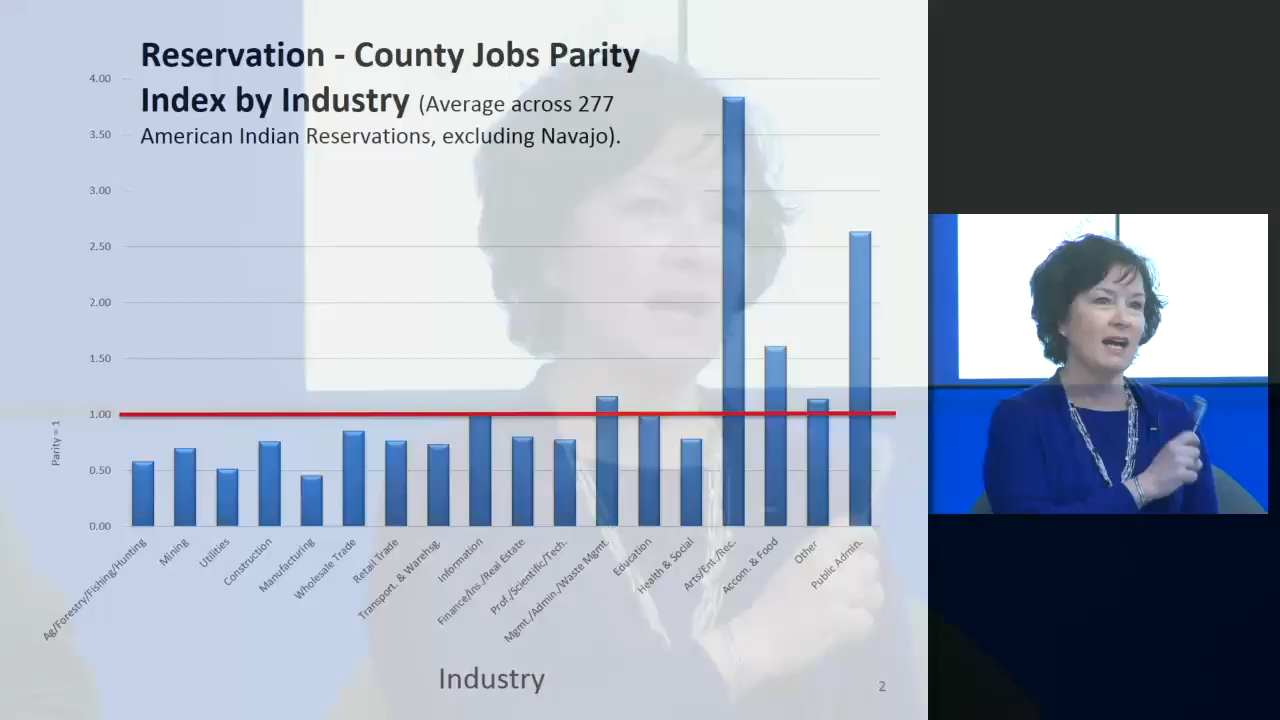 Reservation - County Jobs Parity
Index by Industry (Average across 277
American Indian Reservations, excluding Navajo).
4.00
3.50
3.00
2.50
2.00
1.50
1.00
0.50
0.00
Parity = 1
Ag/Forestry/Fishing/Hunting
Mining
Utilities
Construction
Manufacturing
Wholesale Trade
Retail Trade
Transport. & Warehsg.
Information
Finance/Ins./Real Estate
Prof./Scientific/Tech.
Mgmt./Admin./Waste Mgmt.
Education
Health & Social
Arts/Ent./Rec.
Accom. & Food
Other
Public Admin.
Industry
2